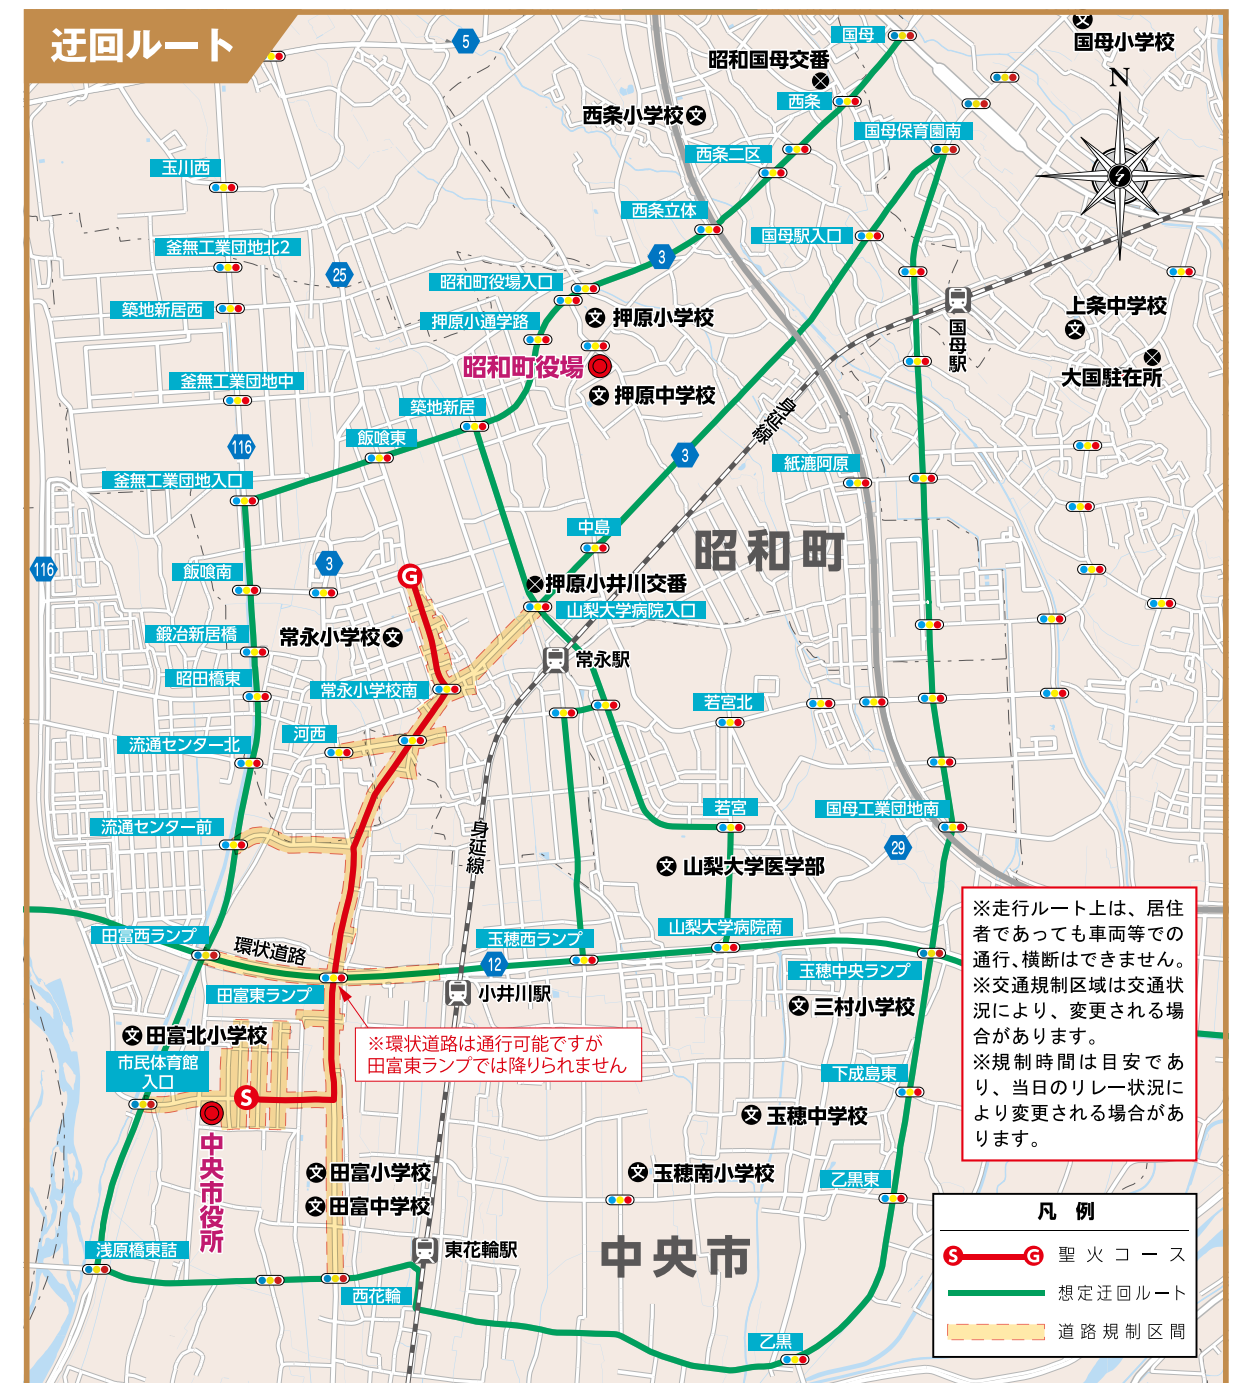 迂回ルート
5
国母
国母小学校
昭和国母交番
西条
西条小学校
文
N
国母保育園南
西条二区
玉川西
西条立体
国母駅入口
釜無工業団地北2
3
25
昭和町役場入口
築地新居西
押原小通学路
文
押原小学校
国母駅
上条中学校
文
昭和町役場
大国駐在所
釜無工業団地中
文
押原中学校
築地新居
身延線
飯喰東
116
3
紙漉阿原
釜無工業団地入口
中島
昭和町
116
3
飯喰南
G
押原小井川交番
山梨大学病院入口
鍛冶新居橋
常永小学校
文
常永駅
昭田橋東
常永小学校南
若宮北
河西
流通センター北
若宮
国母工業団地南
流通センター前
身延線
29
文
山梨大学医学部
※走行ルート上は、居住
者であっても車両等での
通行、横断はできません。
※交通規制区域は交通状
況により、変更される場
合があります。
※規制時間は目安であ
り、当日のリレー状況に
より変更される場合があ
ります。
田富西ランプ
環状道路
玉穂西ランプ
山梨大学病院南
12
玉穂中央ランプ
田富東ランプ
小井川駅
文
三村小学校
文
田富北小学校
※環状道路は通行可能ですが
田富東ランプでは降りられません
市民体育館
入口
下成島東
S
文
玉穂中学校
中央市役所
文
田富小学校
文
玉穂南小学校
乙黒東
文
田富中学校
浅原橋東詰
東花輪駅
中央市
西花輪
乙黒
凡例
S
G
聖火コース
想定迂回ルート
道路規制区間